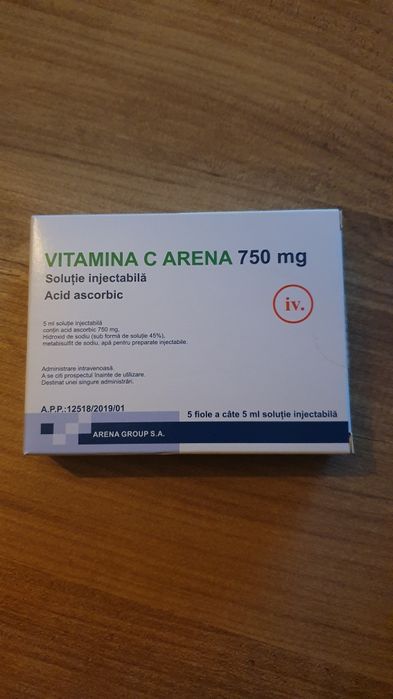 VITAMINA C ARENA 750 mg
Soluție injectabilă
Acid ascorbic
iv.
5 ml soluție injectabilă
conțin acid ascorbic 750 mg,
Hidroxid de sodiu (sub formă de soluție 45%),
metabisulfit de sodiu, apă pentru preparate injectabile.
Administrare intravenoasă
A se citi prospectul înainte de utilizare.
Destinat unei singure administrări.
A.P.P.:12518/2019/01
5 fiole a câte 5 ml soluție injectabilă
ARENA GROUP S.A.